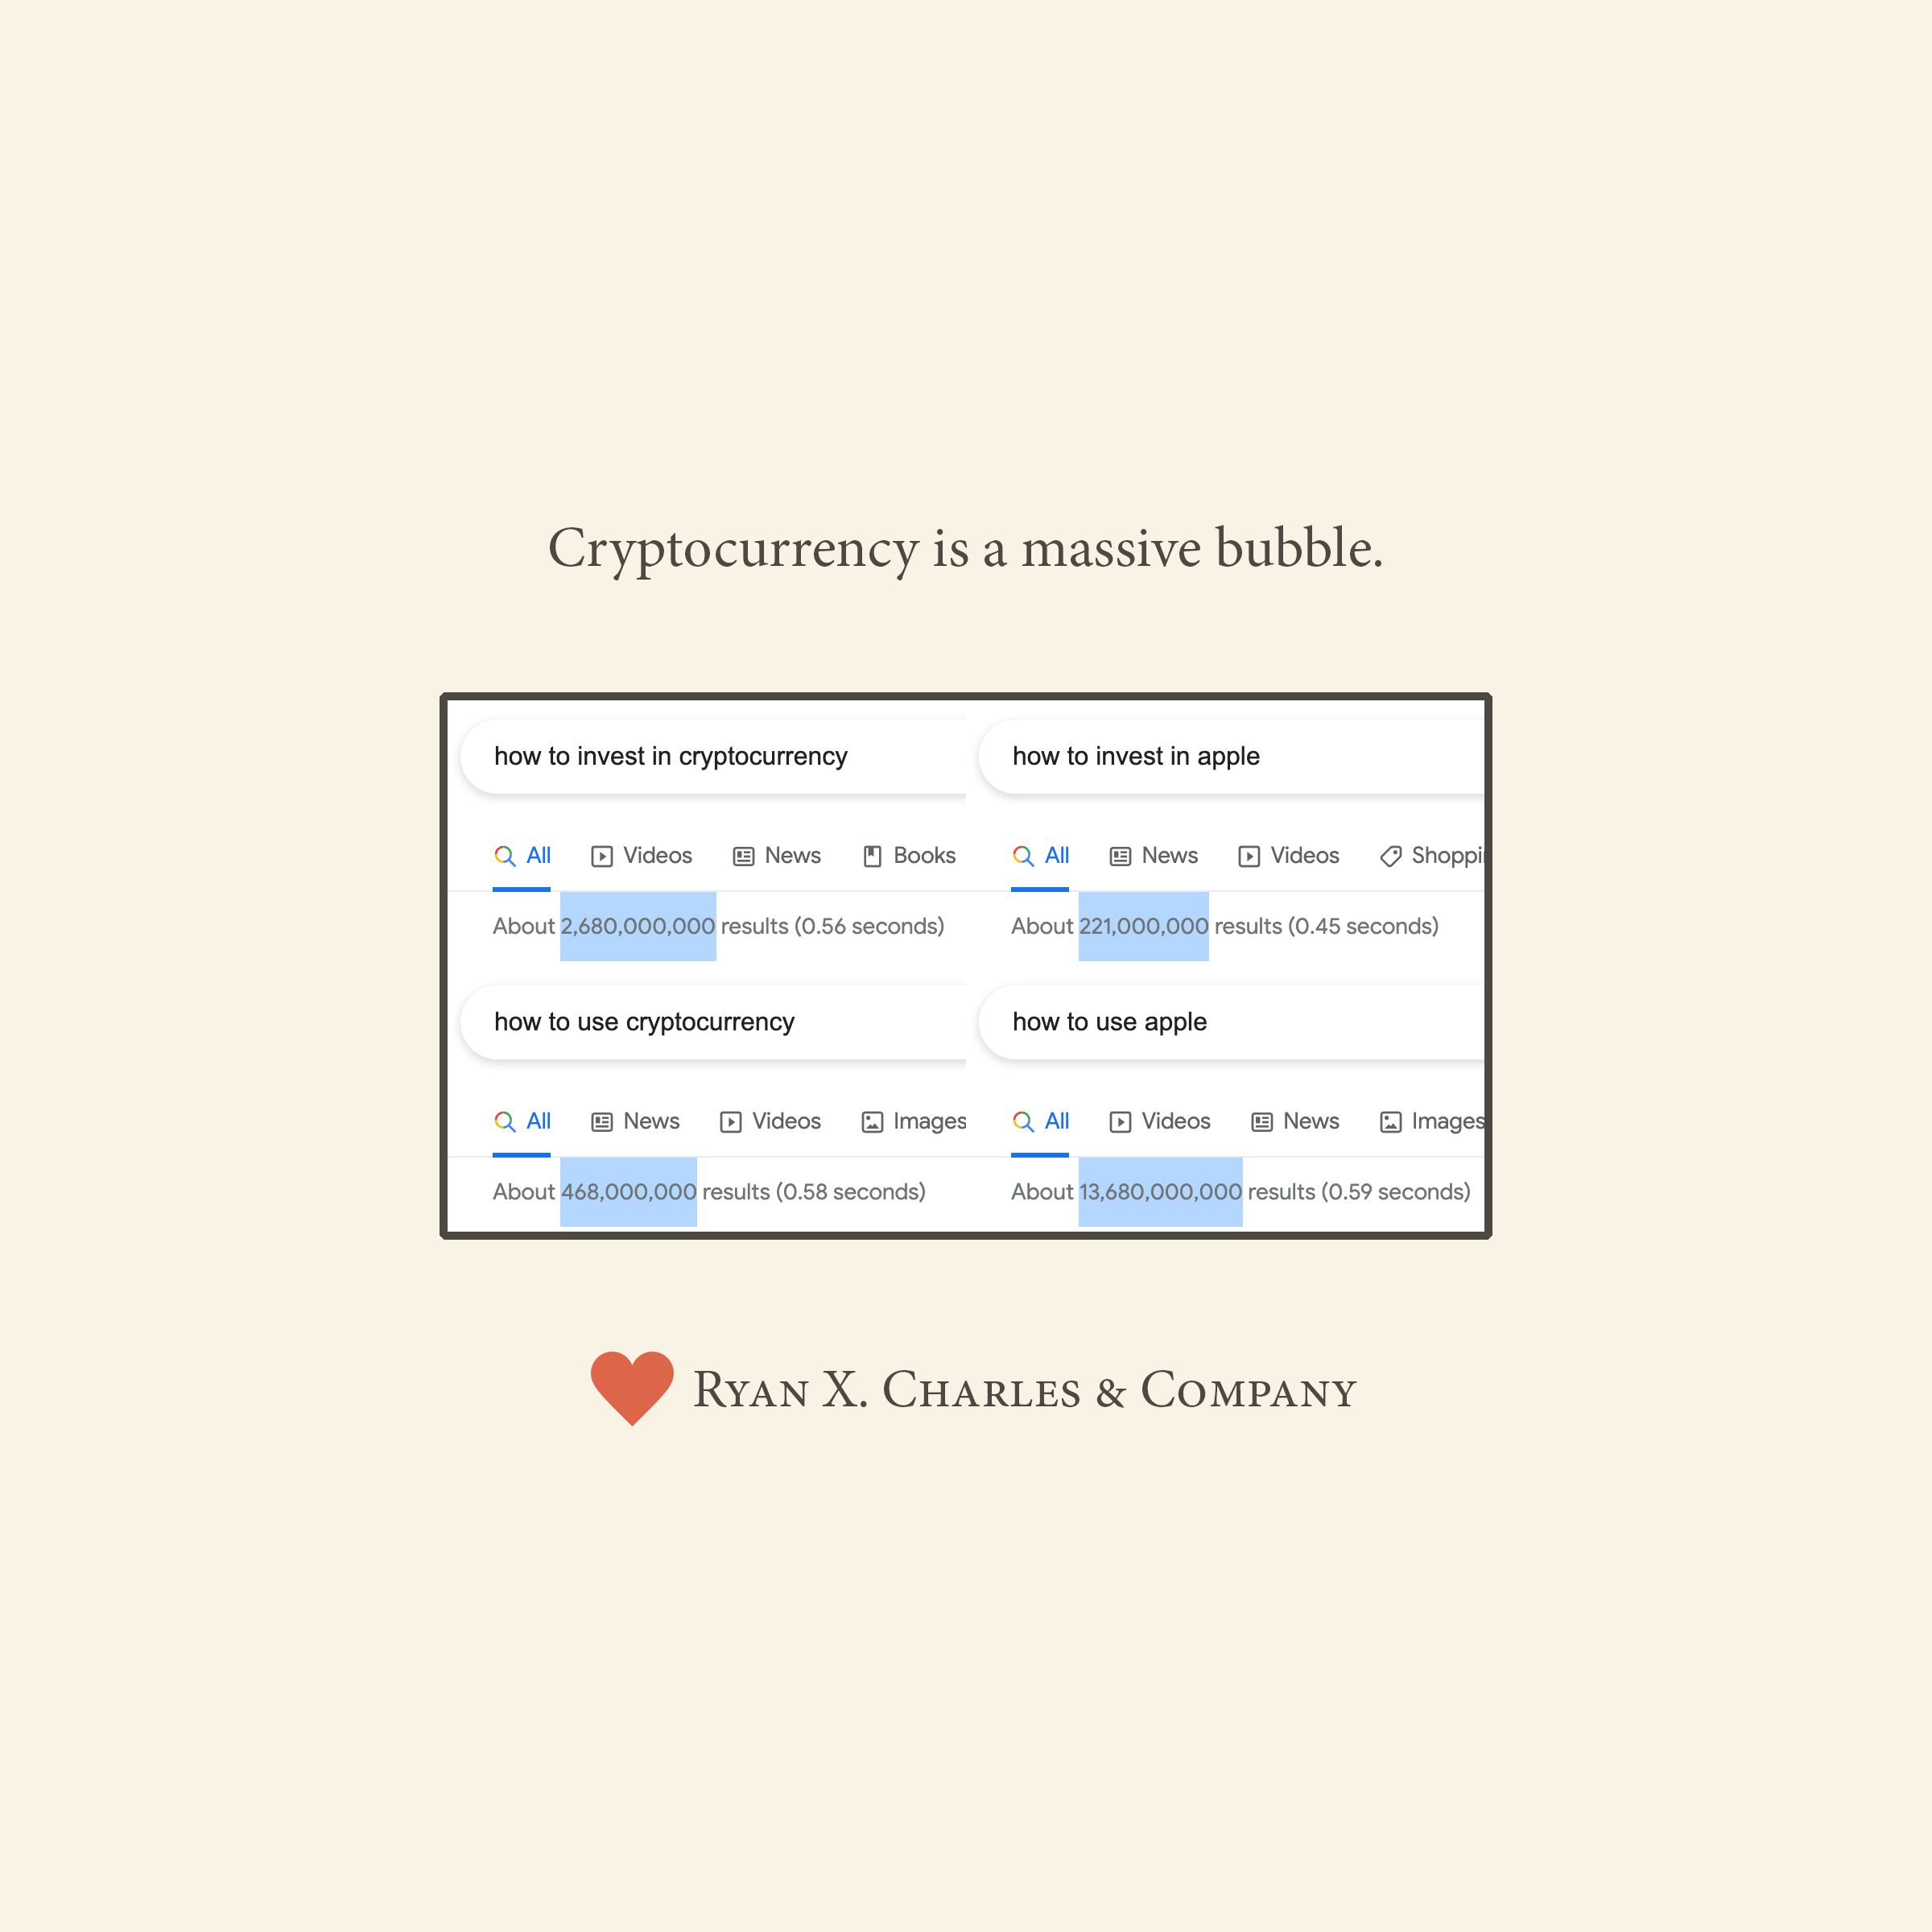 Cryptocurrency is a massive bubble.
how to invest in cryptocurrency
All Videos News Books
About 2,680,000,000 results (0.56 seconds)
how to invest in apple
All News Videos Shoppi
About 221,000,000 results (0.45 seconds)
how to use cryptocurrency
All News Videos Images
About 468,000,000 results (0.58 seconds)
how to use apple
All Videos News Images
About 13,680,000,000 results (0.59 seconds)
Ryan X. Charles & Company